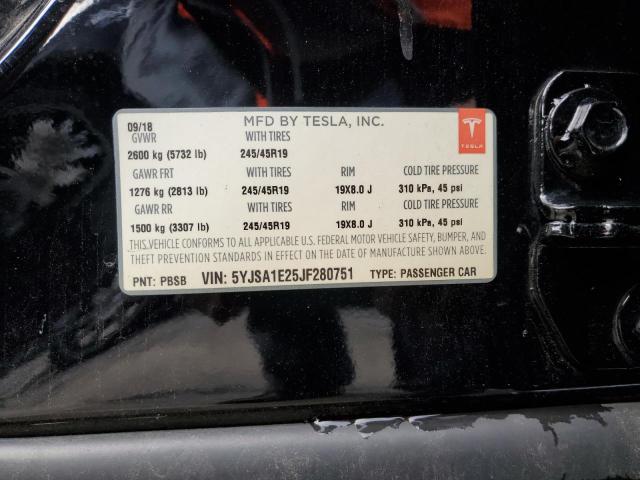 09/18 MFD BY TESLA, INC.
GVWR WITH TIRES
2600 kg (5732 lb) 245/45R19
GAWR FRT WITH TIRES RIM COLD TIRE PRESSURE
1276 kg (2813 lb) 245/45R19 19X8.0 J 310 kPa, 45 psi
GAWR RR WITH TIRES RIM COLD TIRE PRESSURE
1500 kg (3307 lb) 245/45R19 19X8.0 J 310 kPa, 45 psi
THIS VEHICLE CONFORMS TO ALL APPLICABLE U.S. FEDERAL MOTOR VEHICLE SAFETY, BUMPER, AND
THEFT PREVENTION STANDARDS IN EFFECT ON THE DATE OF MANUFACTURE SHOWN ABOVE.
PNT: PBSB VIN: 5YJSA1E25JF280751 TYPE: PASSENGER CAR
TESLA